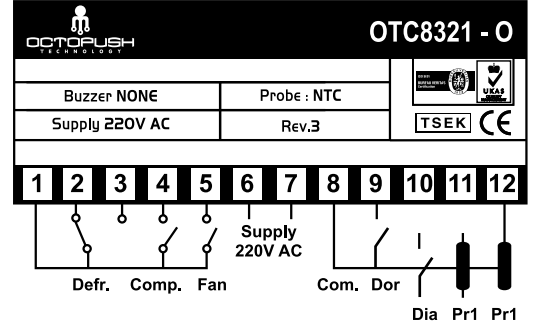 OCTOPUSH
TECHNOLOGY
OTC8321 - O
Buzzer NONE
Probe : NTC
Supply 220V AC
Rev.3
UKAS
TSEK CE
1 2 3 4 5 6 7 8 9 10 11 12
Supply
220V AC
Defr. Comp. Fan
Com. Dor
Dia Pr1 Pr1